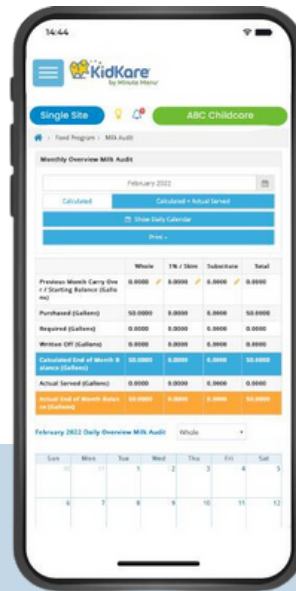 14:44
KidKare
by Minute Menu
Single Site
ABC Childcare
Food Program Milk Audit
Monthly Overview Milk Audit
February 2022
Calculated Calculated + Actual Served
Show Daily Calendar
Print
Whole 1% / Skim Substitute Total
Previous Month Carry Ove
r / Starting Balance (Gallo
ns) 0.0000 0.0000 0.0000 0.0000
Purchased (Gallons) 50.0000 0.0000 0.0000 50.0000
Required (Gallons) 0.0000 0.0000 0.0000 0.0000
Written Off (Gallons) 0.0000 0.0000 0.0000 0.0000
Calculated End of Month B
alance (Gallons) 50.0000 0.0000 0.0000 50.0000
Actual Served (Gallons) 0.0000 0.0000 0.0000 0.0000
Actual End of Month Balan
ce (Gallons) 50.0000 0.0000 0.0000 50.0000
February 2022 Daily Overview Milk Audit Whole
Sun Mon Tue Wed Thu Fri Sat
30 31 1 2 3 4 5
6 7 8 9 10 11 12